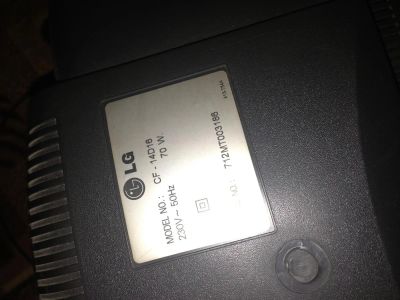 LG
MODEL NO.: CF-14D16
230V~ 50Hz 70 W.
NO.: 712MT003186